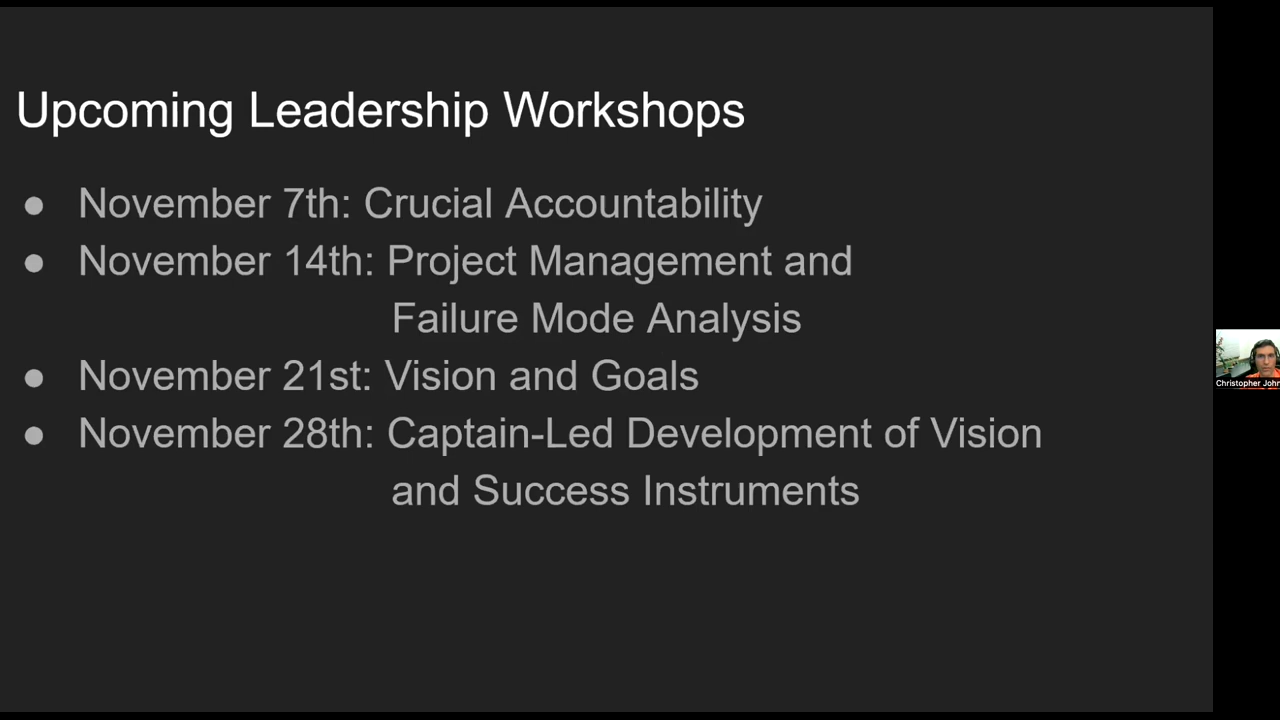 Upcoming Leadership Workshops
● November 7th: Crucial Accountability
● November 14th: Project Management and
Failure Mode Analysis
● November 21st: Vision and Goals
● November 28th: Captain-Led Development of Vision
and Success Instruments
Christopher John